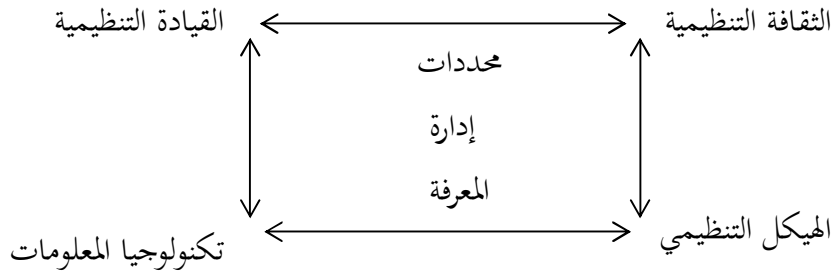 الثقافة التنظيمية
القيادة التنظيمية
محددات
إدارة
المعرفة
الهيكل التنظيمي
تكنولوجيا المعلومات